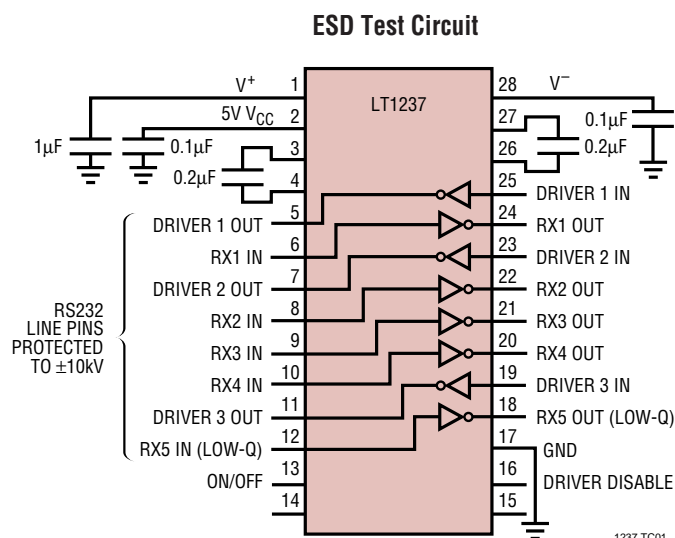 ESD Test Circuit
LT1237
V+ 1
5V VCC 2
3
4
1µF
0.1µF
0.2µF
DRIVER 1 OUT 5
RX1 IN 6
DRIVER 2 OUT 7
RX2 IN 8
RX3 IN 9
RX4 IN 10
DRIVER 3 OUT 11
RX5 IN (LOW-Q) 12
ON/OFF 13
14
RS232
LINE PINS
PROTECTED
TO ±10kV
28 V–
27
26
0.1µF
0.2µF
25 DRIVER 1 IN
24 RX1 OUT
23 DRIVER 2 IN
22 RX2 OUT
21 RX3 OUT
20 RX4 OUT
19 DRIVER 3 IN
18 RX5 OUT (LOW-Q)
17 GND
16 DRIVER DISABLE
15
1237 TC01